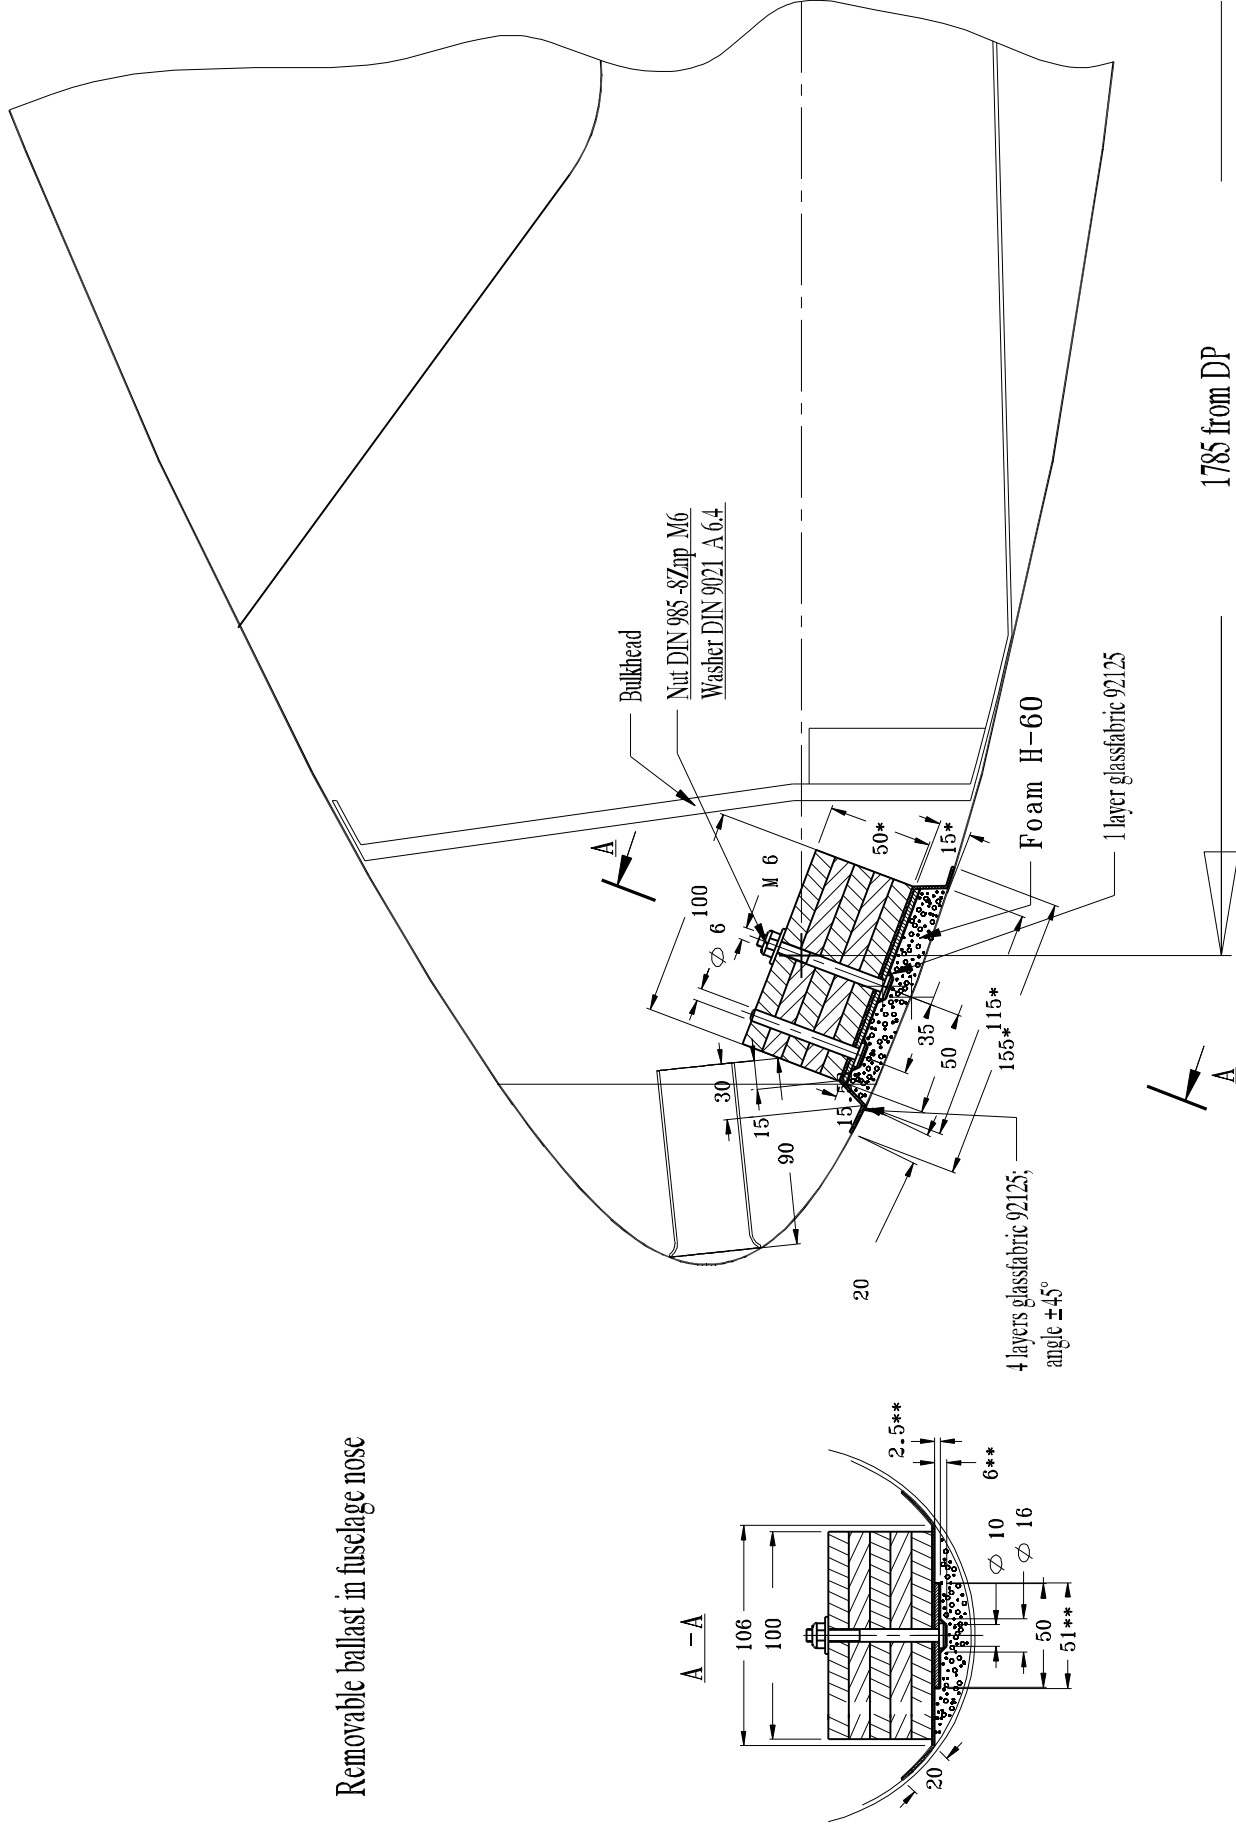 Removable ballast in fuselage nose
A - A
106
100
2.5**
6**
Ø 10
Ø 16
50
51**
20
Bulkhead
Nut DIN 985 -8Znp M6
Washer DIN 9021 A 6.4
A
100
Ø 6
M 6
50*
15*
Foam H-60
1 layer glassfabric 92125
30
15
15
90
35
50
115*
155*
20
4 layers glassfabric 92125;
angle ±45°
A
1785 from DP